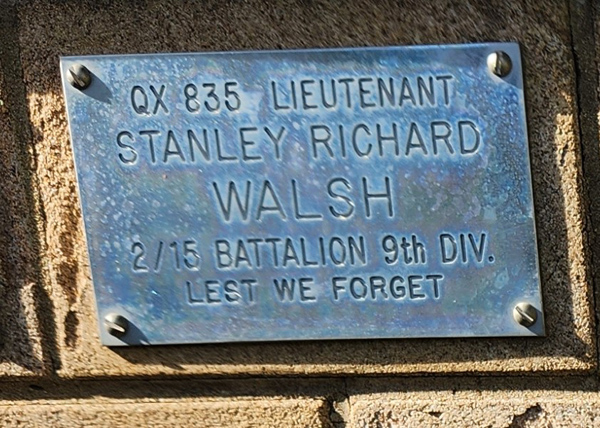 QX 835 LIEUTENANT
STANLEY RICHARD
WALSH
2/15 BATTALION 9th DIV.
LEST WE FORGET